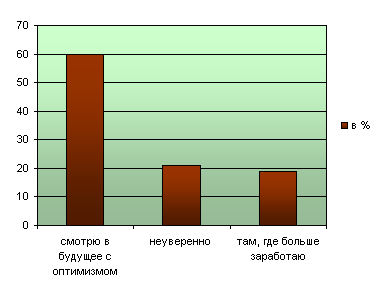 70
60
50
40
30
20
10
0
смотрю в
будущее с
оптимизмом
неуверенно
там, где больше
заработаю
в %